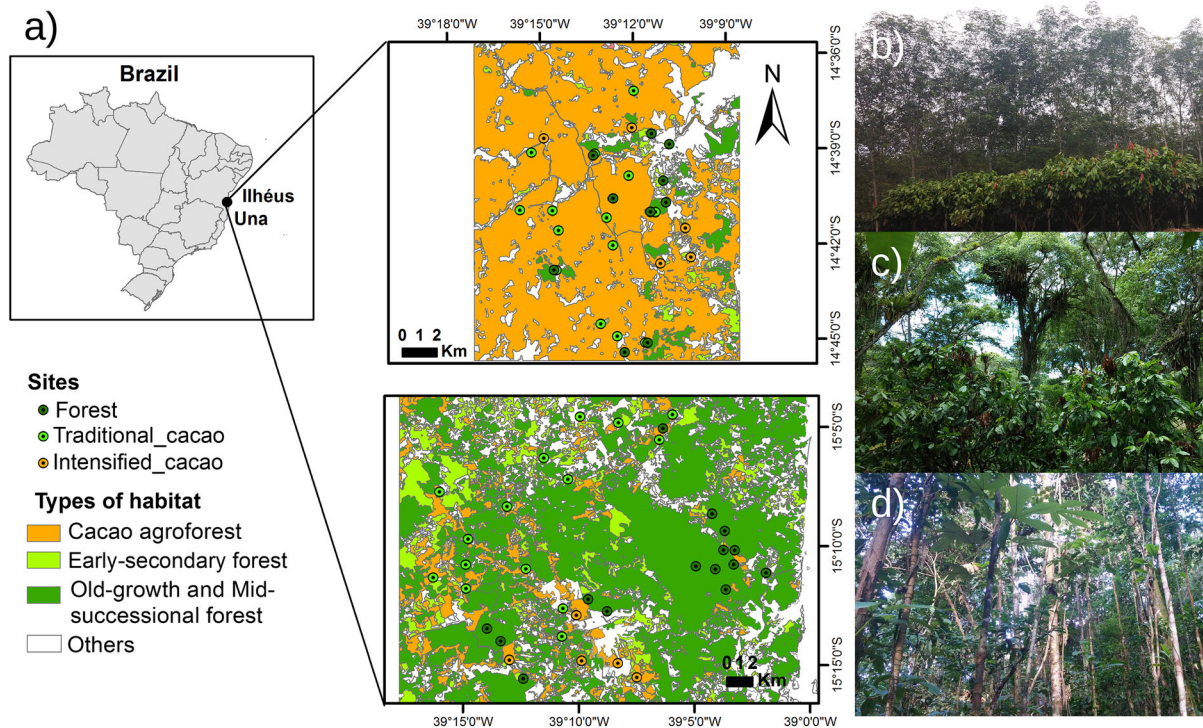 a)
Brazil
Ilhéus
Una
39°18'0"W 39°15'0"W 39°12'0"W 39°9'0"W
14°36'0"S
14°39'0"S
14°42'0"S
14°45'0"S
N
0 1 2
Km
Sites
Forest
Traditional_cacao
Intensified_cacao
Types of habitat
Cacao agroforest
Early-secondary forest
Old-growth and Mid-
successional forest
Others
15°5'0"S
15°10'0"S
15°15'0"S
0 1 2
Km
39°15'0"W 39°10'0"W 39°5'0"W 39°0'0"W
b)
c)
d)